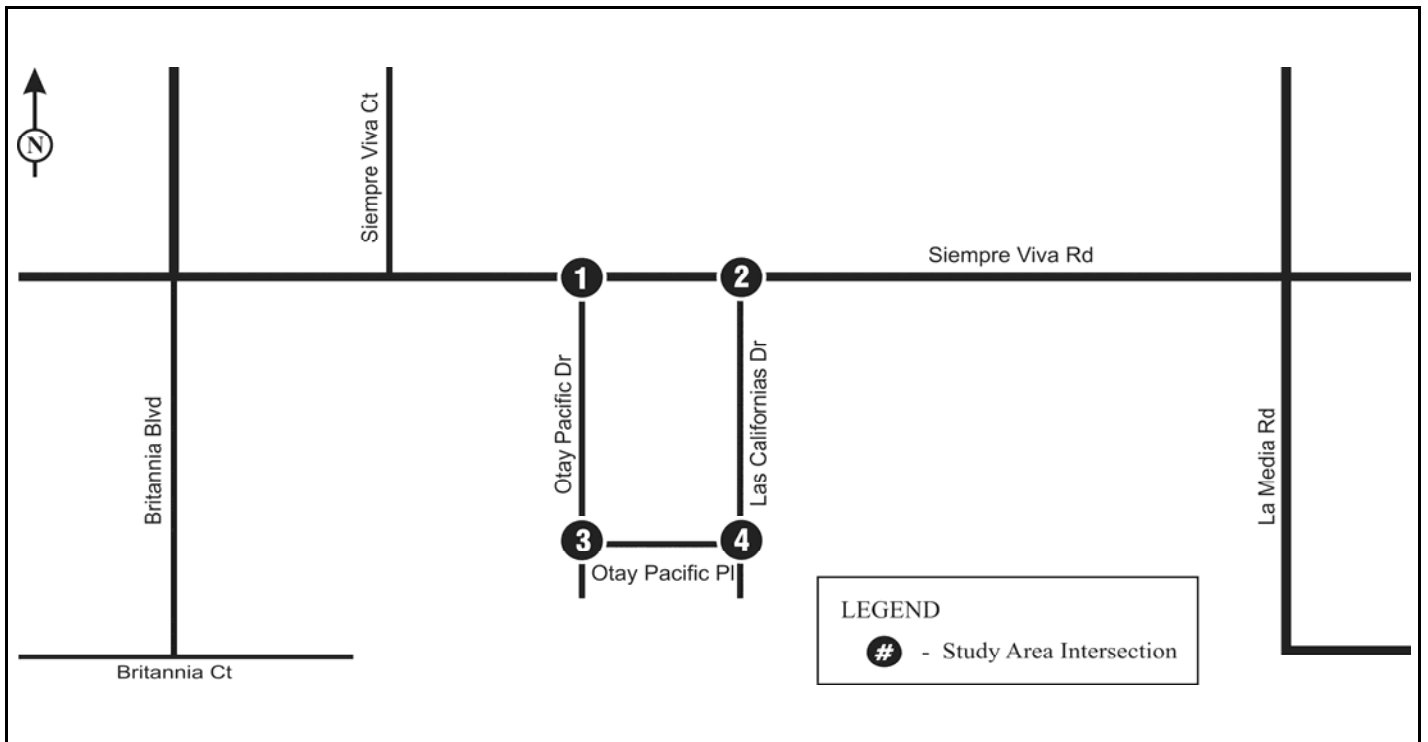 N
Siempre Viva Ct
Siempre Viva Rd
1
2
Otay Pacific Dr
Las Californias Dr
Britannia Blvd
La Media Rd
3
4
Otay Pacific Pl
LEGEND
# - Study Area Intersection
Britannia Ct